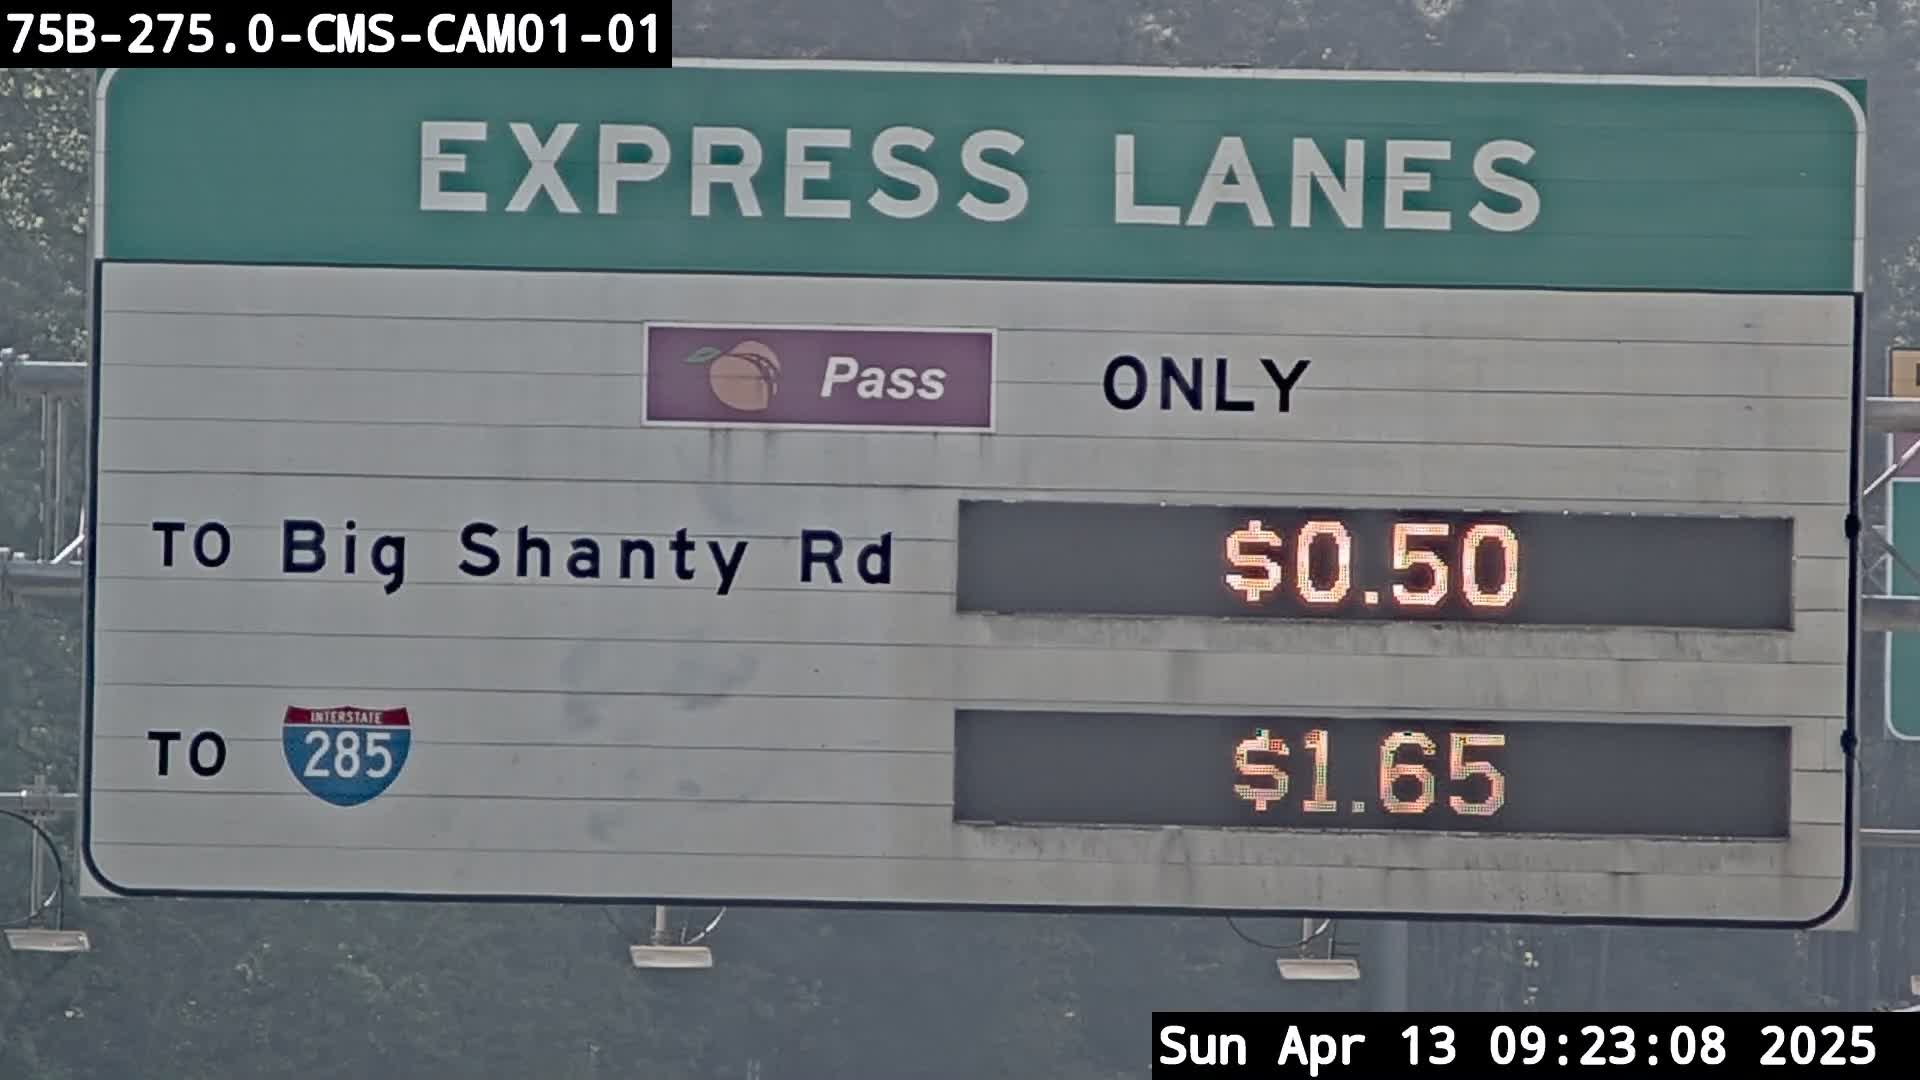 75B-275.0-CMS-CAM01-01
EXPRESS LANES
Pass ONLY
TO Big Shanty Rd $0.50
INTERSTATE
TO 285 $1.65
Sun Apr 13 09:23:08 2025